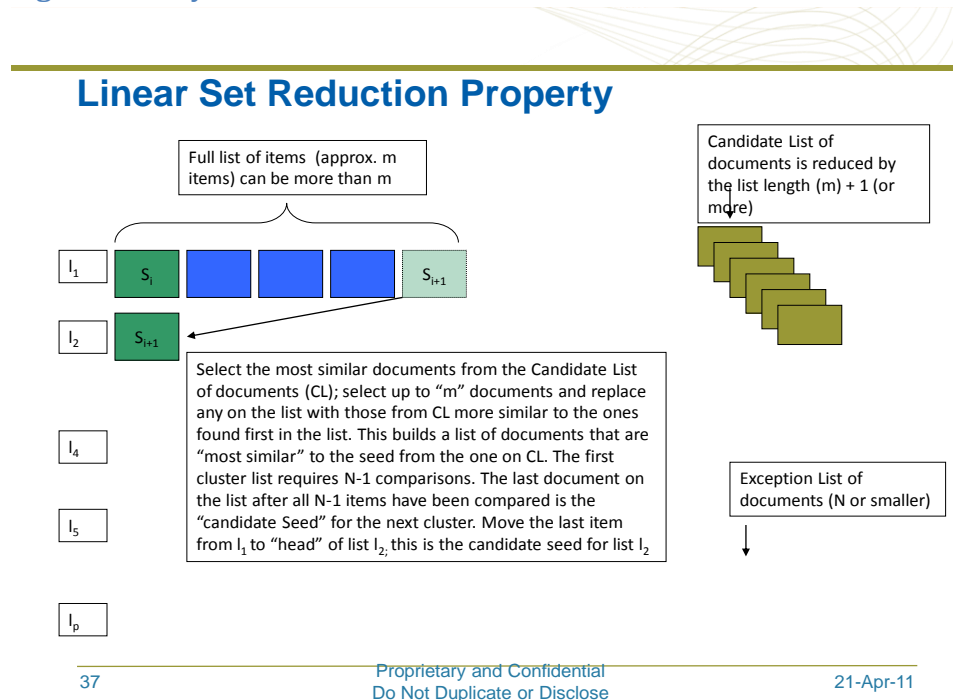 Linear Set Reduction Property
Full list of items (approx. m
items) can be more than m
Candidate List of
documents is reduced by
the list length (m) + 1 (or
more)
l1
Si
Si+1
l2
Si+1
Select the most similar documents from the Candidate List
of documents (CL); select up to “m” documents and replace
any on the list with those from CL more similar to the ones
found first in the list. This builds a list of documents that are
“most similar” to the seed from the one on CL. The first
cluster list requires N-1 comparisons. The last document on
the list after all N-1 items have been compared is the
“candidate Seed” for the next cluster. Move the last item
from l1 to “head” of list l2; this is the candidate seed for list l2
l4
l5
lp
Exception List of
documents (N or smaller)
37
Proprietary and Confidential
Do Not Duplicate or Disclose
21-Apr-11